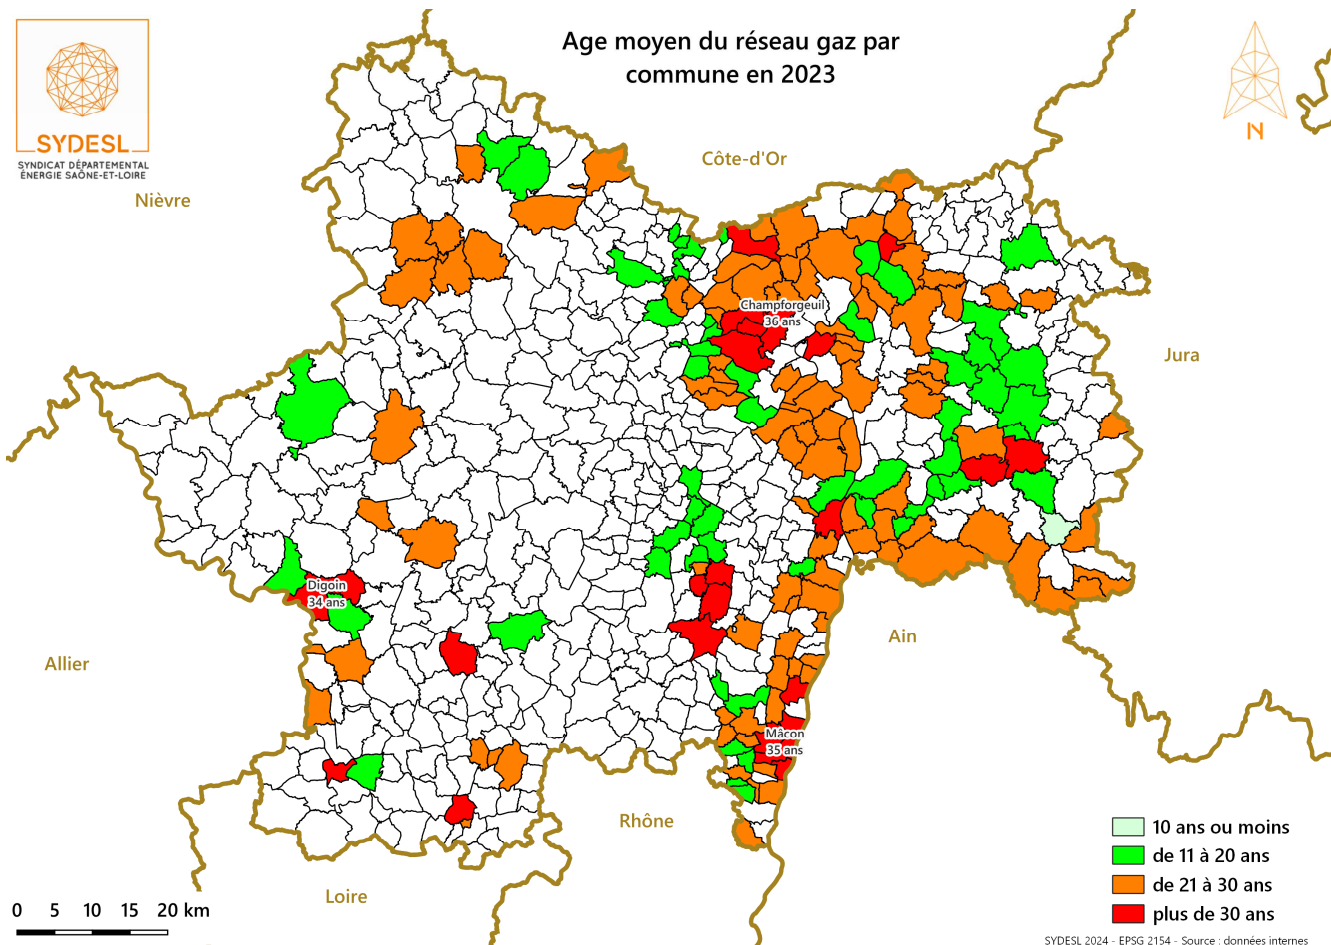 Age moyen du réseau gaz par
commune en 2023
SYDESL
SYNDICAT DÉPARTEMENTAL
ÉNERGIE SAÔNE-ET-LOIRE
N
Côte-d'Or
Nièvre
Champforgeuil
36 ans
Jura
Digoin
34 ans
Ain
Allier
Mâcon
35 ans
Rhône
Loire
10 ans ou moins
de 11 à 20 ans
de 21 à 30 ans
plus de 30 ans
0 5 10 15 20 km
SYDESL 2024 - EPSG 2154 - Source : données internes